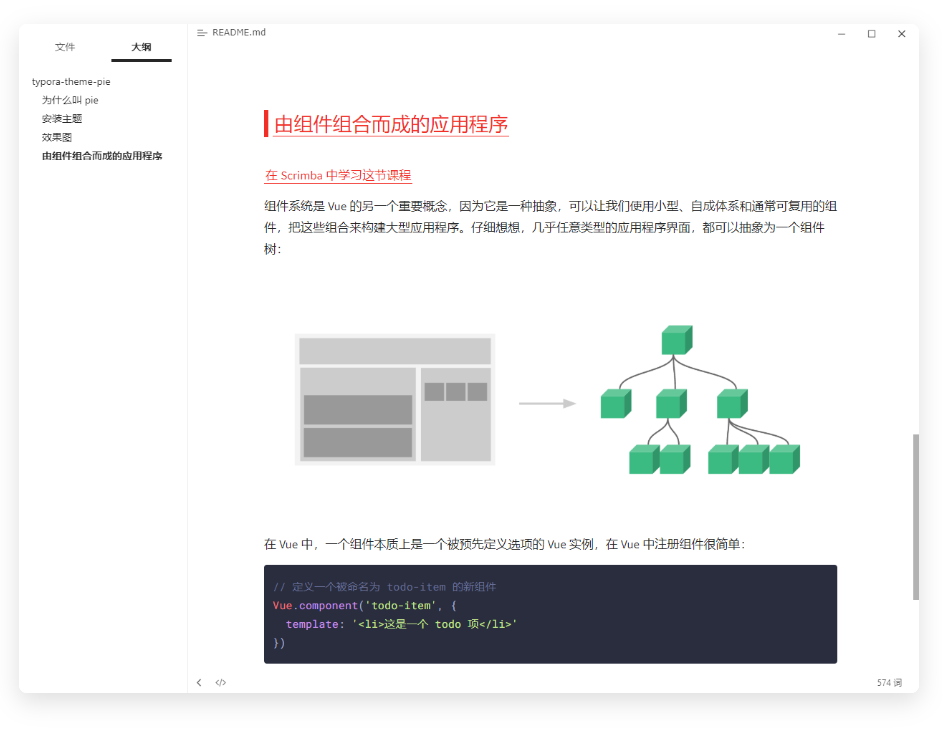 文件 大纲
typora-theme-pie
为什么叫 pie
安装主题
效果图
由组件组合而成的应用程序
README.md
由组件组合而成的应用程序
在 Scrimba 中学习这节课程
组件系统是 Vue 的另一个重要概念，因为它是一种抽象，可以让我们使用小型、自成体系和通常可复用的组
件，把这些组合来构建大型应用程序。仔细想想，几乎任意类型的应用程序界面，都可以抽象为一个组件
树：
在 Vue 中，一个组件本质上是一个被预先定义选项的 Vue 实例，在 Vue 中注册组件很简单：
// 定义一个被命名为 todo-item 的新组件
Vue.component('todo-item', {
  template: '<li>这是一个 todo 项</li>'
})
574 词